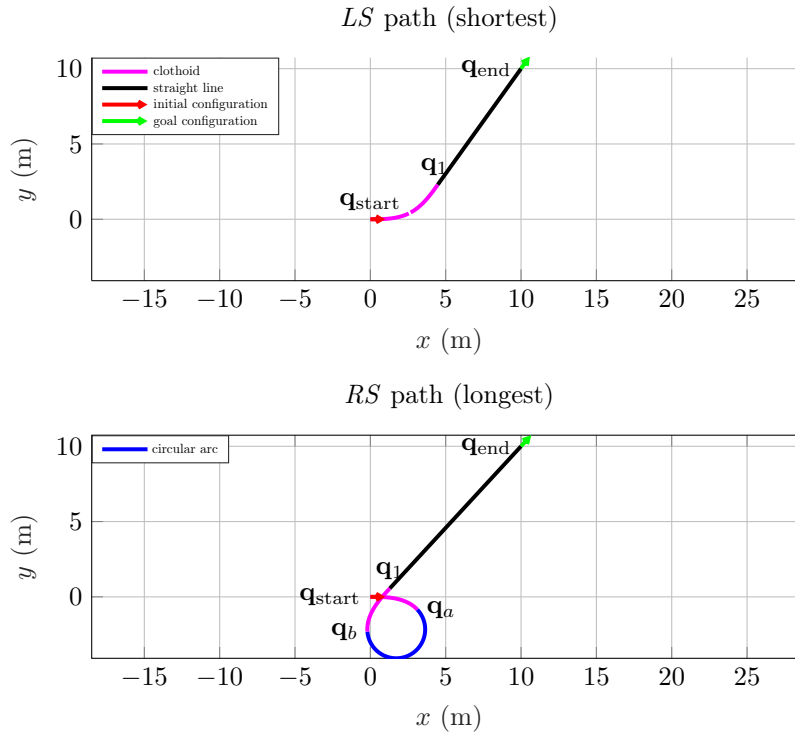 LS path (shortest)
clothoid
straight line
initial configuration
goal configuration
q_end
q_1
q_start
10
5
0
y (m)
−15 −10 −5 0 5 10 15 20 25
x (m)
RS path (longest)
circular arc
q_end
q_1
q_start
q_a
q_b
10
5
0
y (m)
−15 −10 −5 0 5 10 15 20 25
x (m)